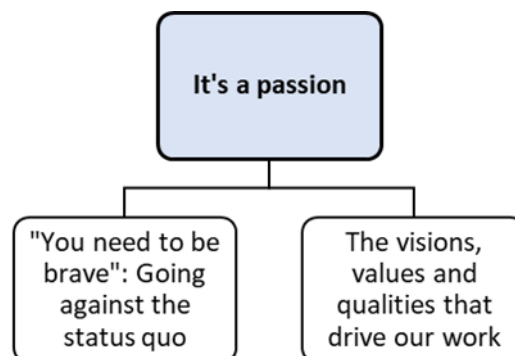 It's a passion
"You need to be
brave": Going
against the
status quo
The visions,
values and
qualities that
drive our work